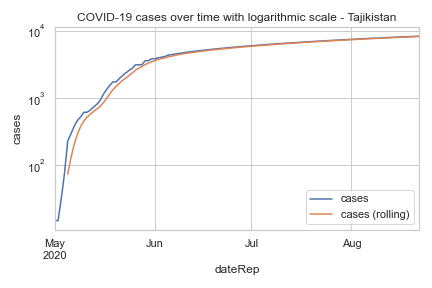 COVID-19 cases over time with logarithmic scale - Tajikistan
10^4
10^3
10^2
cases
cases
cases (rolling)
May
2020
Jun
Jul
Aug
dateRep